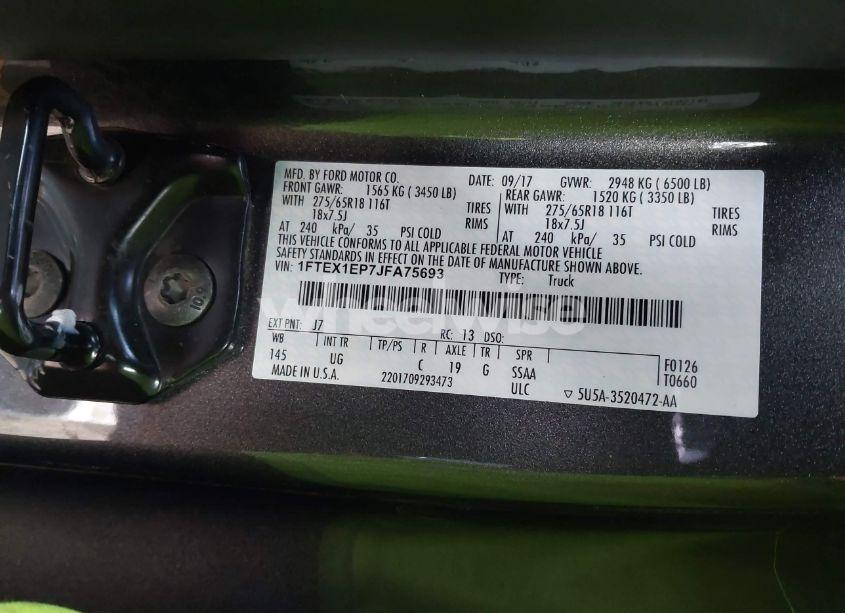 MFD. BY FORD MOTOR CO. DATE: 09/17 GVWR: 2948 KG ( 6500 LB)
FRONT GAWR: 1565 KG ( 3450 LB) REAR GAWR: 1520 KG ( 3350 LB)
WITH 275/65R18 116T TIRES WITH 275/65R18 116T TIRES
18x7.5J RIMS 18x7.5J RIMS
AT 240 kPa/ 35 PSI COLD AT 240 kPa/ 35 PSI COLD
THIS VEHICLE CONFORMS TO ALL APPLICABLE FEDERAL MOTOR VEHICLE
SAFETY STANDARDS IN EFFECT ON THE DATE OF MANUFACTURE SHOWN ABOVE.
VIN: 1FTEX1EP7JFA75693 TYPE: Truck
wheelwise
EXT PNT: J7 RC: 13 DSO:
WB INT TR TP/PS R AXLE TR SPR F0126
145 UG C 19 G SSAA T0660
MADE IN U.S.A. 2201709293473 ULC ▽ 5U5A-3520472-AA
10.9